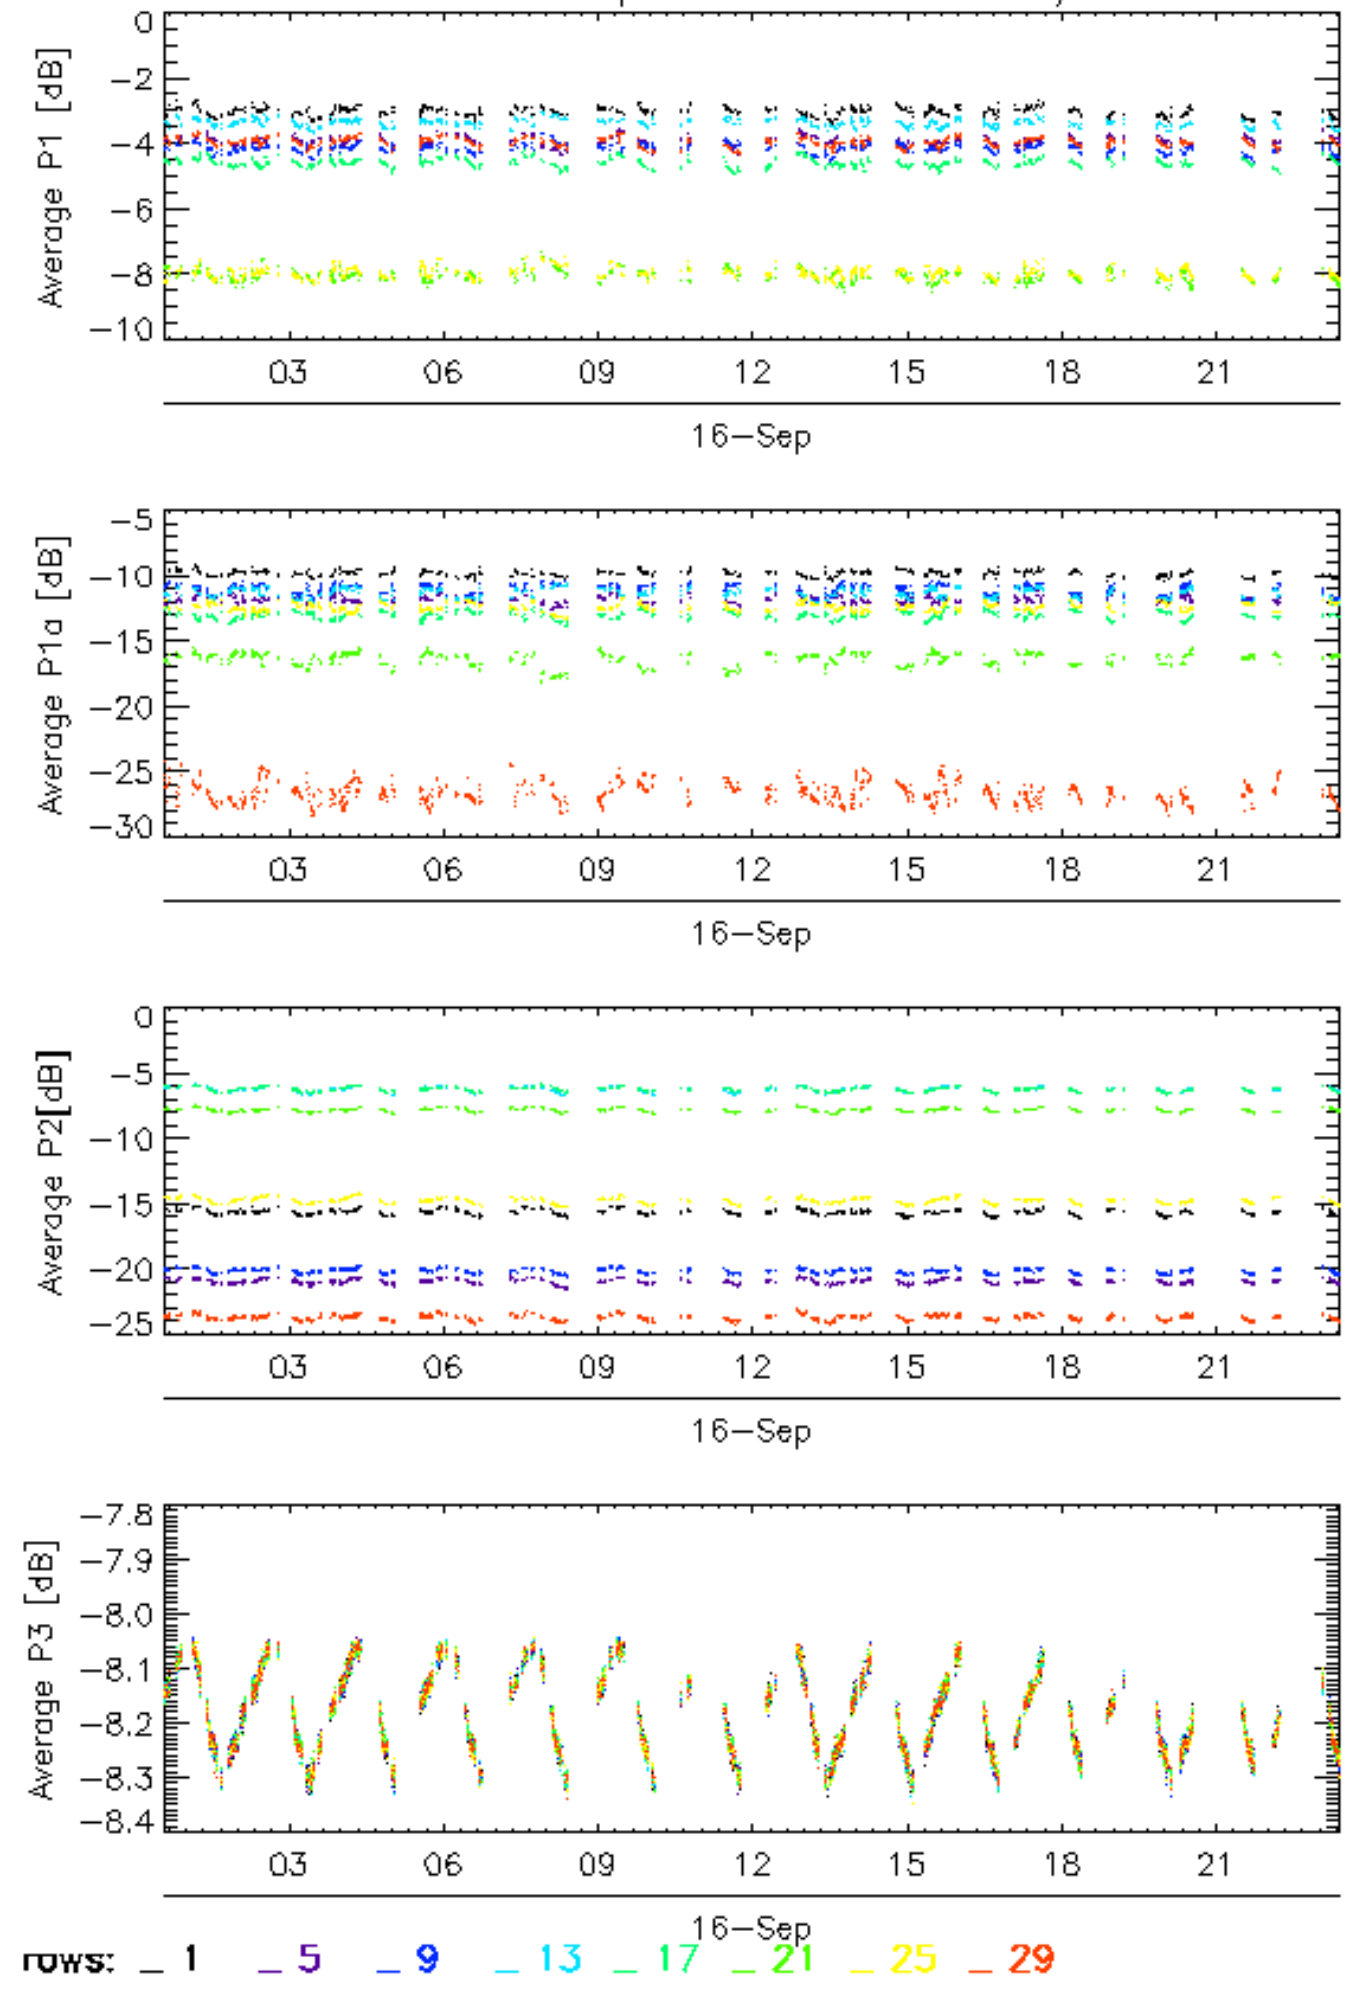 0
−2
−4
−6
−8
−10
Average P1 [dB]
03 06 09 12 15 18 21
16−Sep
−5
−10
−15
−20
−25
−30
Average P1a [dB]
03 06 09 12 15 18 21
16−Sep
0
−5
−10
−15
−20
−25
Average P2[dB]
03 06 09 12 15 18 21
16−Sep
−7.8
−7.9
−8.0
−8.1
−8.2
−8.3
−8.4
Average P3 [dB]
03 06 09 12 15 18 21
16−Sep
rows: _ 1 _ 5 _ 9 _ 13 _ 17 _ 21 _ 25 _ 29